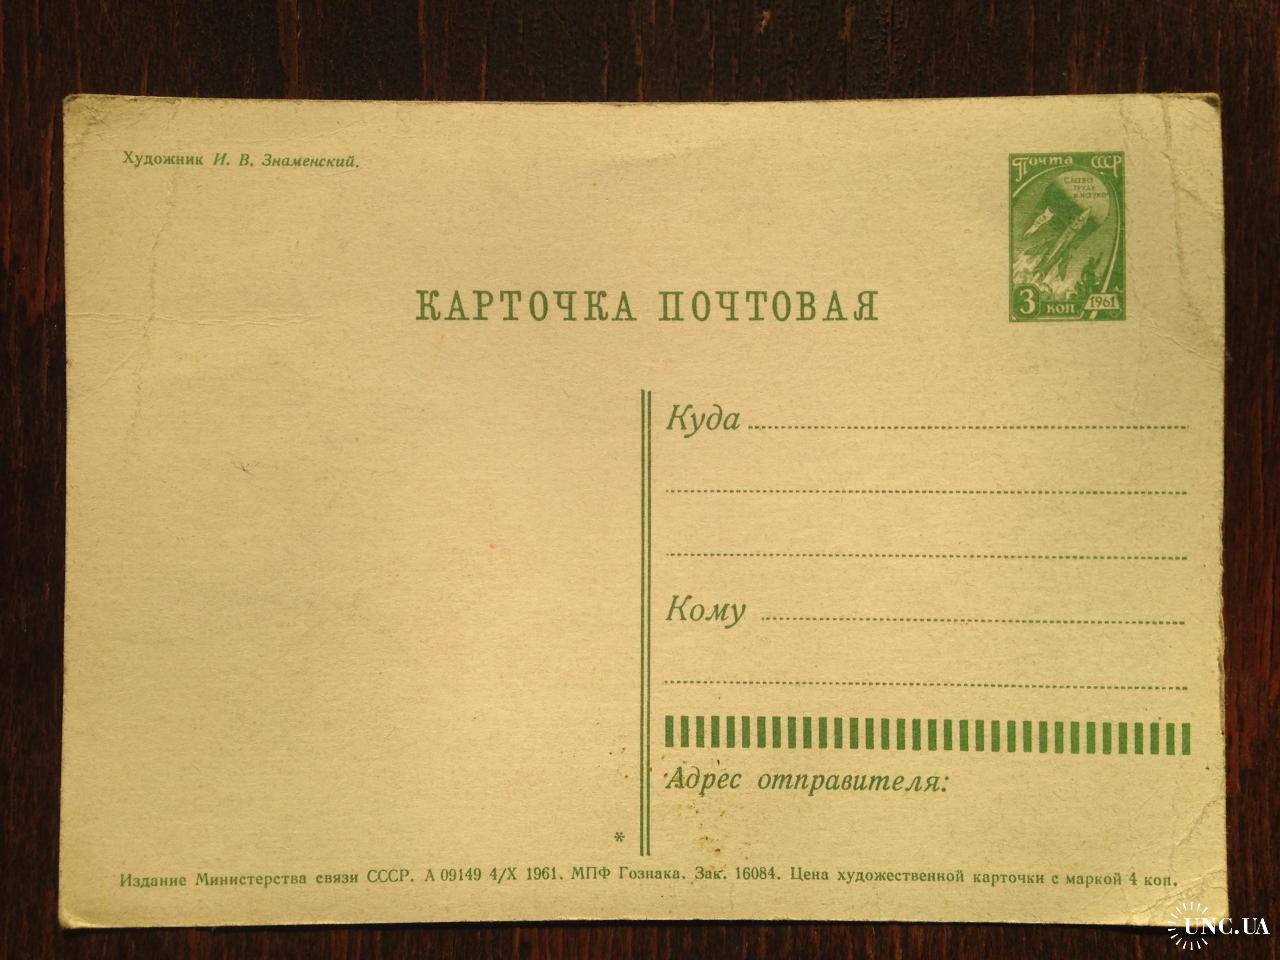 Художник И. В. Знаменский.
Почта СССР
Слава
труду
и науке
3 коп 1961
КАРТОЧКА ПОЧТОВАЯ
Куда
Кому
Адрес отправителя:
*
Издание Министерства связи СССР. А 09149 4/X 1961. МПФ Гознака. Зак. 16084. Цена художественной карточки с маркой 4 коп.
UNC.UA